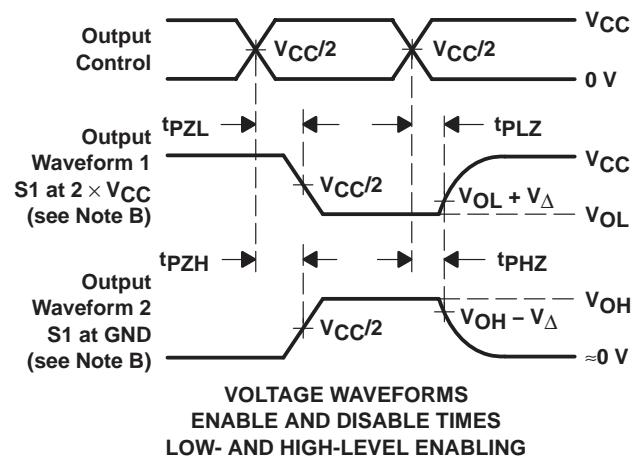 Output
Control
VCC/2
VCC/2
VCC
0 V
tPZL
tPLZ
Output
Waveform 1
S1 at 2 × VCC
(see Note B)
VCC/2
VCC
VOL + VΔ
VOL
tPZH
tPHZ
Output
Waveform 2
S1 at GND
(see Note B)
VCC/2
VOH
VOH − VΔ
≈0 V
VOLTAGE WAVEFORMS
ENABLE AND DISABLE TIMES
LOW- AND HIGH-LEVEL ENABLING